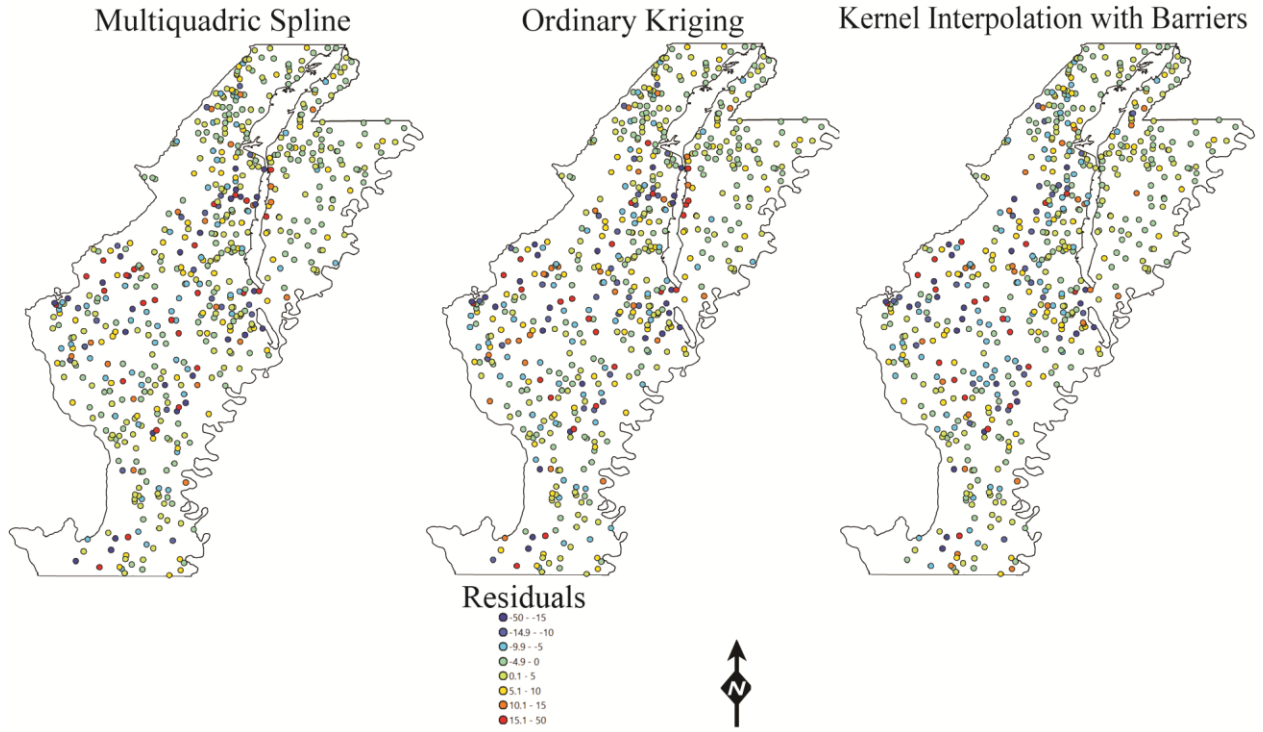 Multiquadric Spline
Ordinary Kriging
Kernel Interpolation with Barriers
Residuals
-50 - -15
-14.9 - -10
-9.9 - -5
-4.9 - 0
0.1 - 5
5.1 - 10
10.1 - 15
15.1 - 50
N